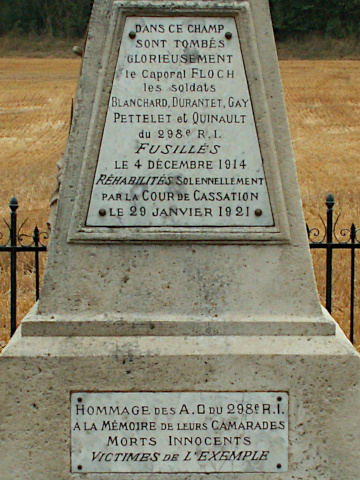 DANS CE CHAMP
SONT TOMBÉS
GLORIEUSEMENT
le Caporal FLOCH
les soldats
BLANCHARD, DURANTET, GAY
PETTELET et QUINAULT
du 298e R.I.
FUSILLÉS
LE 4 DÉCEMBRE 1914
RÉHABILITÉS SOLENNELLEMENT
PAR LA COUR DE CASSATION
LE 29 JANVIER 1921
HOMMAGE DES A.C DU 298e R.I.
A LA MÉMOIRE DE LEURS CAMARADES
MORTS INNOCENTS
VICTIMES DE L'EXEMPLE